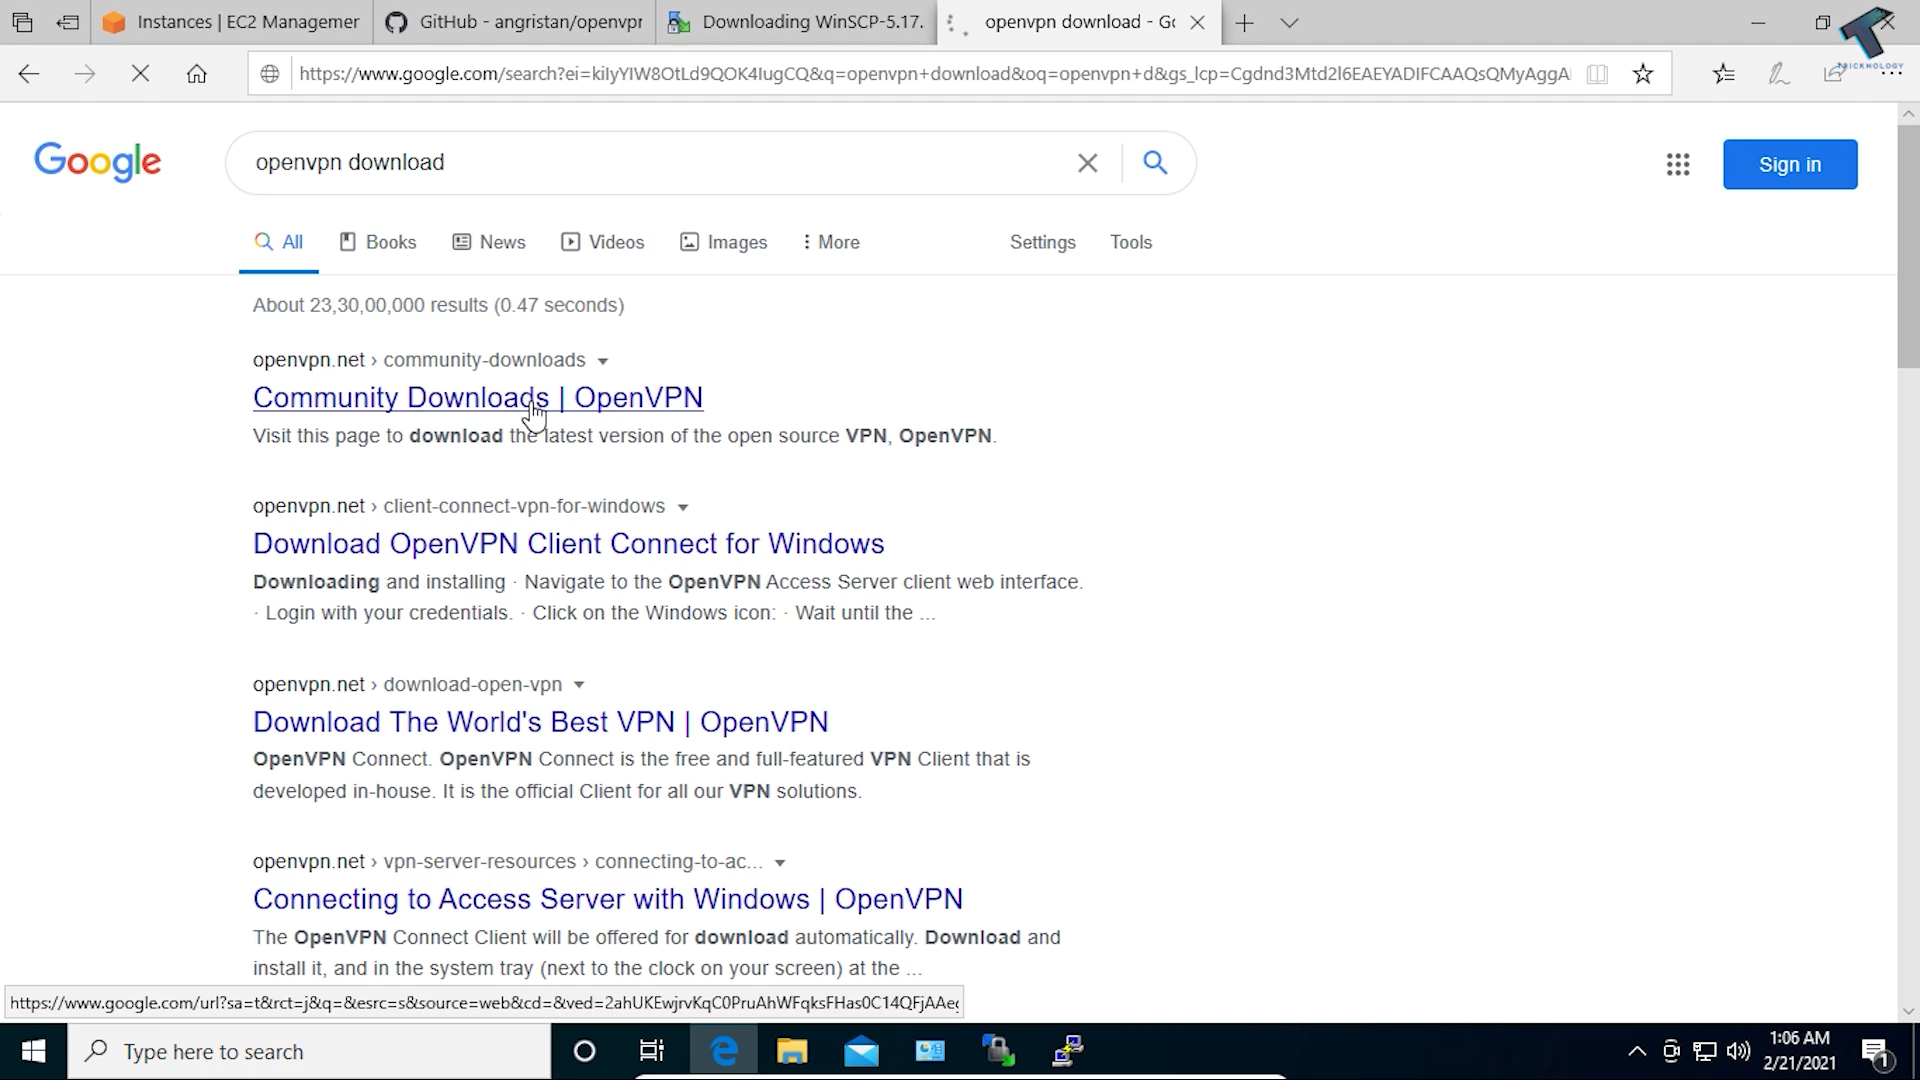 Instances | EC2 Managemer
GitHub - angristan/openvpn
Downloading WinSCP-5.17.
openvpn download - Go
TRICKNOLOGY
https://www.google.com/search?ei=kiIyYIW8OtLd9QOK4IugCQ&q=openvpn+download&oq=openvpn+d&gs_lcp=Cgdnd3Mtd2l6EAEYADIFCAAQsQMyAggA
Google
openvpn download
Sign in
All
Books
News
Videos
Images
More
Settings
Tools
About 23,30,00,000 results (0.47 seconds)
openvpn.net › community-downloads
Community Downloads | OpenVPN
Visit this page to download the latest version of the open source VPN, OpenVPN.
openvpn.net › client-connect-vpn-for-windows
Download OpenVPN Client Connect for Windows
Downloading and installing · Navigate to the OpenVPN Access Server client web interface.
· Login with your credentials. · Click on the Windows icon: · Wait until the ...
openvpn.net › download-open-vpn
Download The World's Best VPN | OpenVPN
OpenVPN Connect. OpenVPN Connect is the free and full-featured VPN Client that is
developed in-house. It is the official Client for all our VPN solutions.
openvpn.net › vpn-server-resources › connecting-to-ac...
Connecting to Access Server with Windows | OpenVPN
The OpenVPN Connect Client will be offered for download automatically. Download and
install it, and in the system tray (next to the clock on your screen) at the ...
https://www.google.com/url?sa=t&rct=j&q=&esrc=s&source=web&cd=&ved=2ahUKEwjrvKqC0PruAhWFqksFHas0C14QFjAAeg
Type here to search
1:06 AM
2/21/2021
1